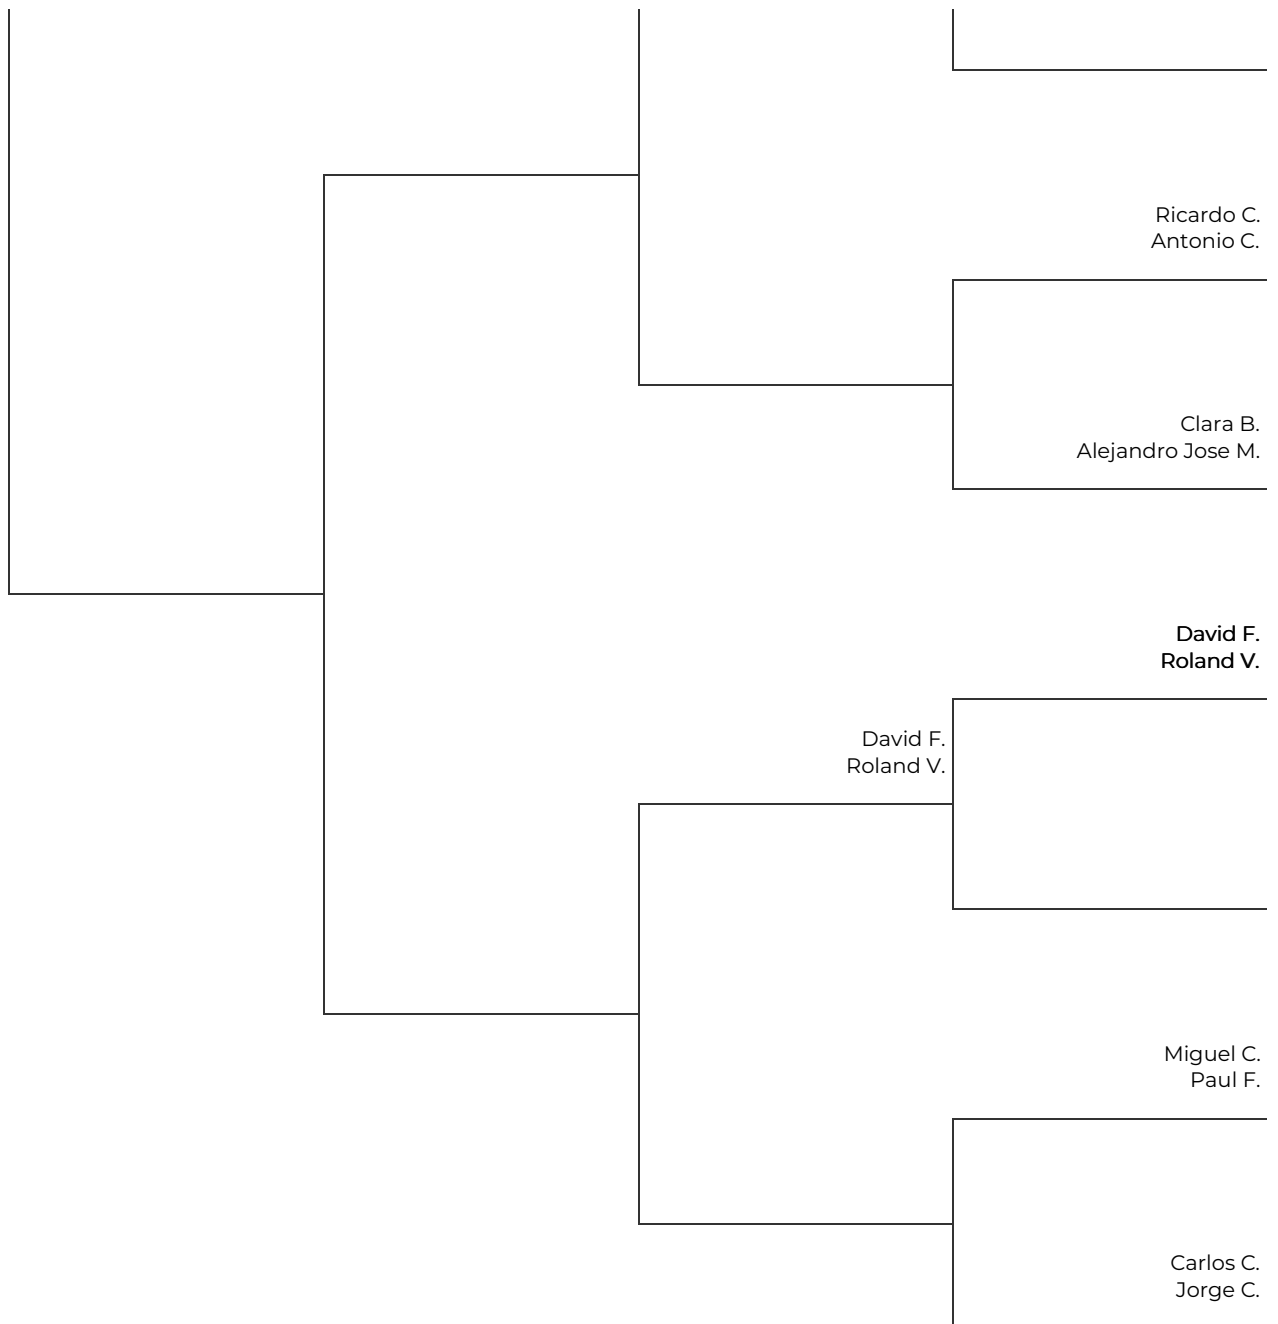 Ricardo C.
Antonio C.
Clara B.
Alejandro Jose M.
David F.
Roland V.
David F.
Roland V.
Miguel C.
Paul F.
Carlos C.
Jorge C.